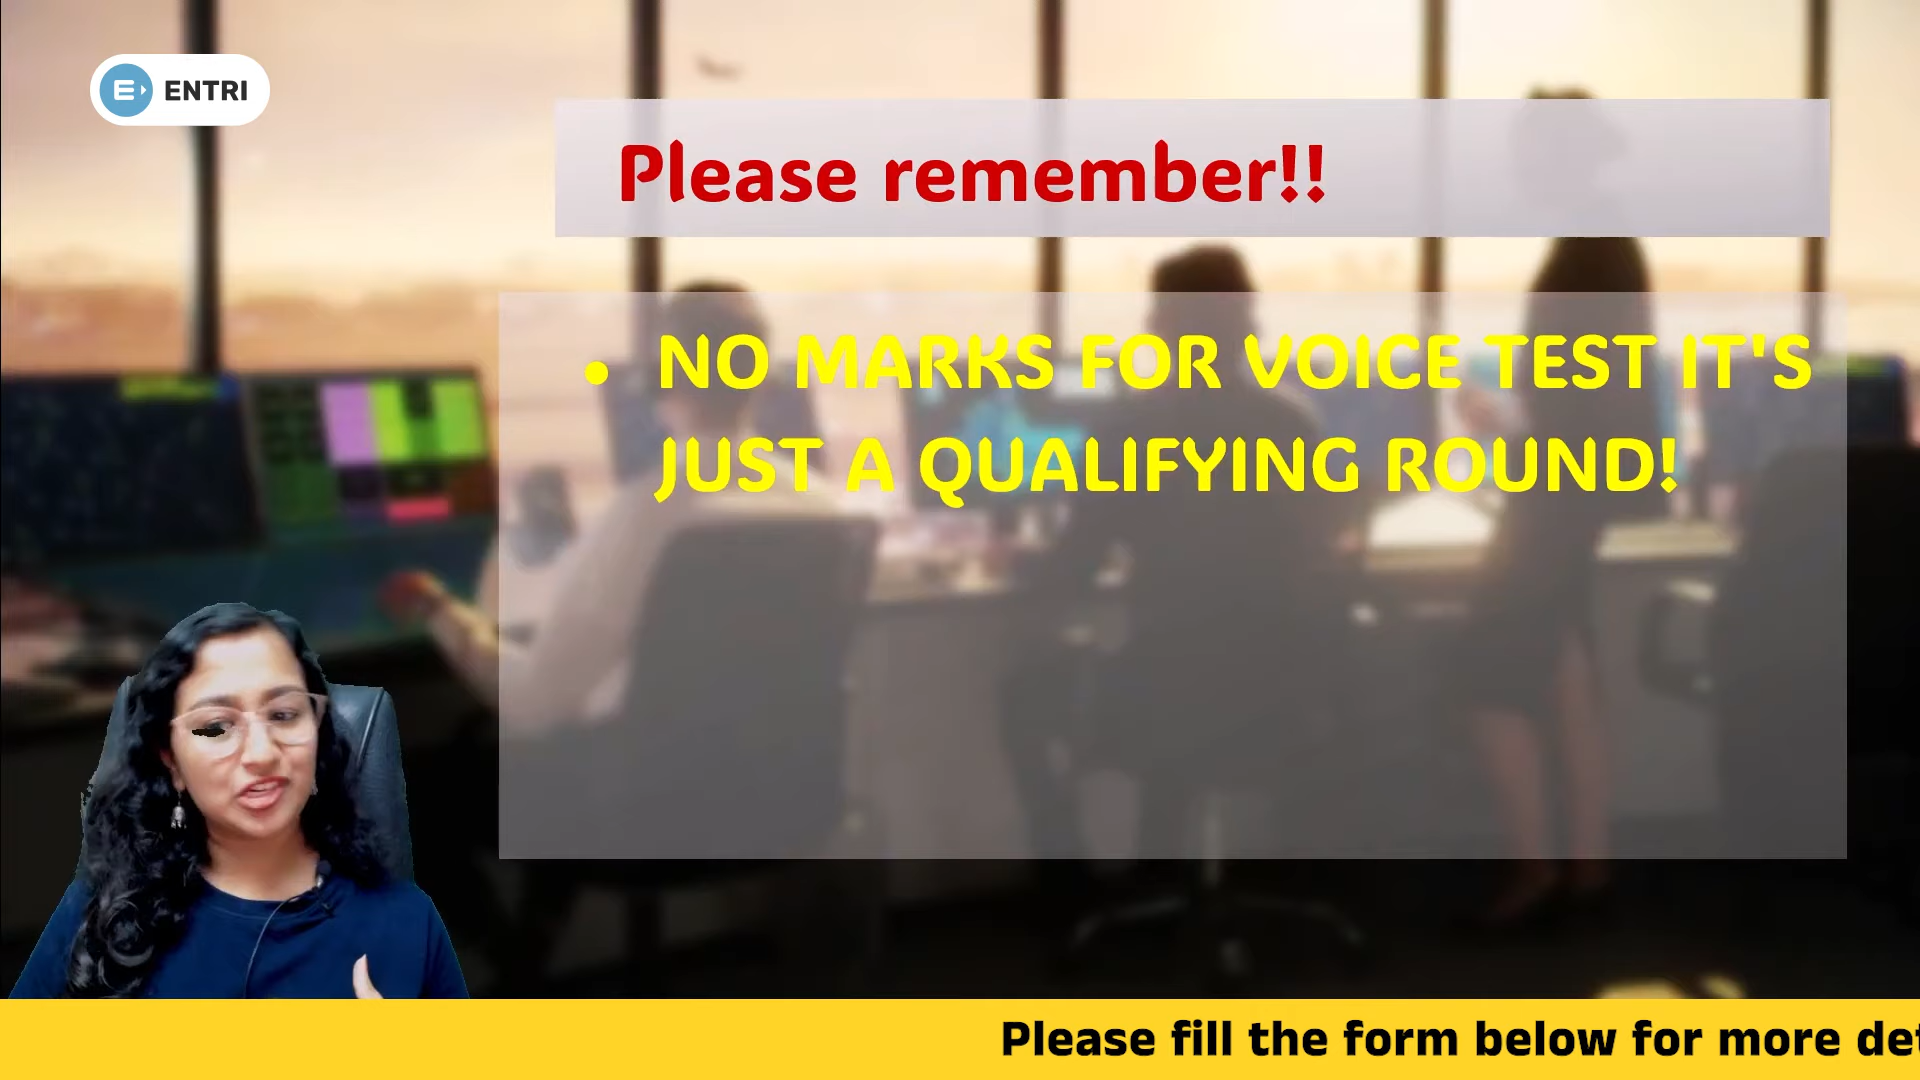 ENTRI
Please remember!!
• NO MARKS FOR VOICE TEST IT'S
JUST A QUALIFYING ROUND!
Please fill the form below for more